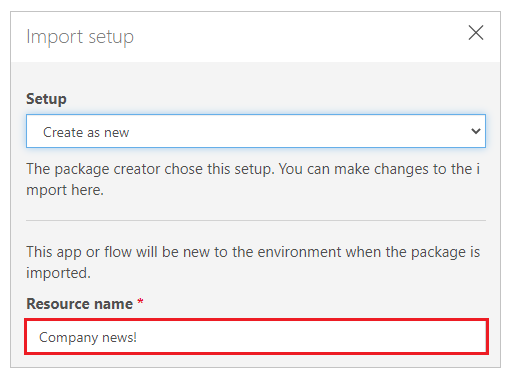 Import setup
Setup
Create as new
The package creator chose this setup. You can make changes to the i
mport here.
This app or flow will be new to the environment when the package is
imported.
Resource name *
Company news!